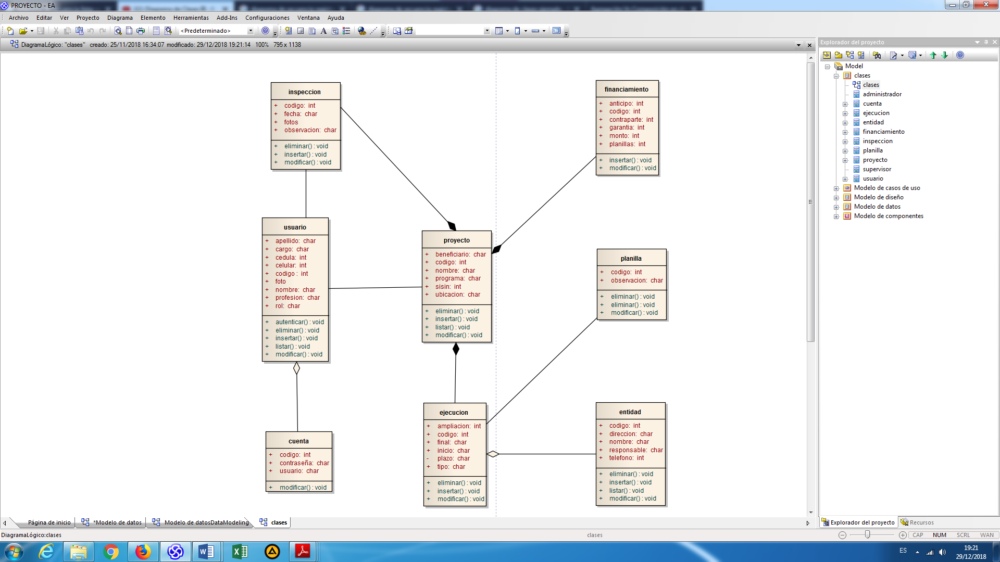 PROYECTO - EA
Archivo Editar Ver Proyecto Diagrama Elemento Herramientas Add-Ins Configuraciones Ventana Ayuda
<Predeterminado>
DiagramaLógico: "clases" creado: 25/11/2018 16:34:07 modificado: 29/12/2018 19:21:14 100% 795 x 1138
inspeccion
+ codigo: int
+ fecha: char
+ fotos
+ observacion: char
+ eliminar() : void
+ insertar() : void
+ modificar() : void
financiamiento
+ anticipo: int
+ codigo: int
+ contraparte: int
+ garantia: int
+ monto: int
+ planillas: int
+ insertar() : void
+ modificar() : void
usuario
+ apellido: char
+ cargo: char
+ cedula: int
+ celular: int
+ codigo : int
+ foto
+ nombre: char
+ profesion: char
+ rol: char
+ autenticar() : void
+ eliminar() : void
+ insertar() : void
+ listar() : void
+ modificar() : void
proyecto
+ beneficiario: char
+ codigo: int
+ nombre: char
+ programa: char
+ sisin: int
+ ubicacion: char
+ eliminar() : void
+ insertar() : void
+ listar() : void
+ modificar() : void
planilla
+ codigo: int
+ observacion: char
+ eliminar() : void
+ eliminar() : void
+ modificar() : void
cuenta
+ codigo: int
+ contraseña: char
+ usuario: char
+ modificar() : void
ejecucion
+ ampliacion: int
+ codigo: int
+ final: char
+ inicio: char
- plazo: char
+ tipo: char
+ eliminar() : void
+ insertar() : void
+ modificar() : void
entidad
+ codigo: int
+ direccion: char
+ nombre: char
+ responsable: char
+ telefono: int
+ eliminar() : void
+ insertar() : void
+ listar() : void
+ modificar() : void
Explorador del proyecto
Model
clases
clases
administrador
cuenta
ejecucion
entidad
financiamiento
inspeccion
planilla
proyecto
supervisor
usuario
Modelo de casos de uso
Modelo de diseño
Modelo de datos
Modelo de componentes
Página de inicio *Modelo de datos Modelo de datosDataModeling clases
Explorador del proyecto Recursos
DiagramaLógico:clases clases CAP NUM SCRL WAN
ES 19:21
29/12/2018